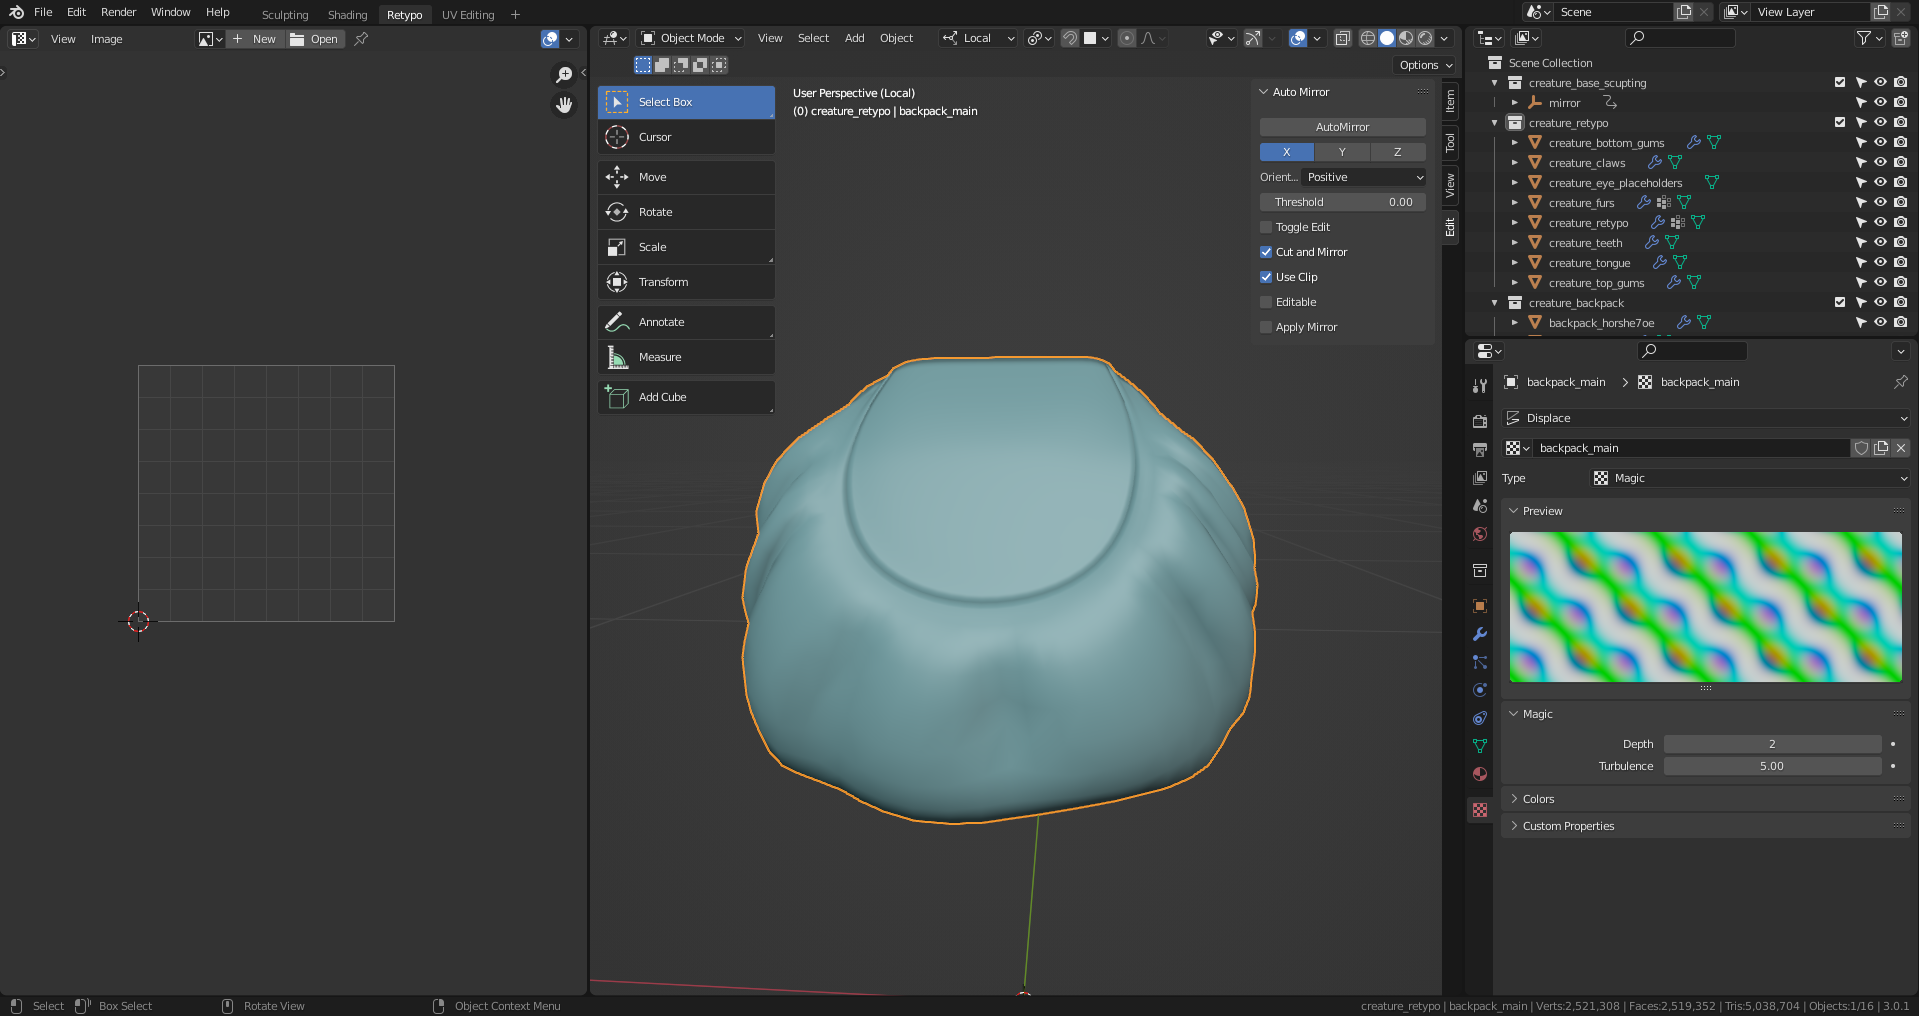 File Edit Render Window Help Sculpting Shading Retypo UV Editing + Scene View Layer
View Image New Open
Object Mode View Select Add Object Local
Options
Select Box
Cursor
Move
Rotate
Scale
Transform
Annotate
Measure
Add Cube
User Perspective (Local)
(0) creature_retypo | backpack_main
Auto Mirror
AutoMirror
X Y Z
Orient... Positive
Threshold 0.00
Toggle Edit
Cut and Mirror
Use Clip
Editable
Apply Mirror
Item
Tool
View
Edit
Scene Collection
creature_base_scupting
mirror
creature_retypo
creature_bottom_gums
creature_claws
creature_eye_placeholders
creature_furs
creature_retypo
creature_teeth
creature_tongue
creature_top_gums
creature_backpack
backpack_horshe7oe
backpack_main > backpack_main
Displace
backpack_main
Type Magic
Preview
Magic
Depth 2
Turbulence 5.00
Colors
Custom Properties
Select Box Select Rotate View Object Context Menu
creature_retypo | backpack_main | Verts:2,521,308 | Faces:2,519,352 | Tris:5,038,704 | Objects:1/16 | 3.0.1